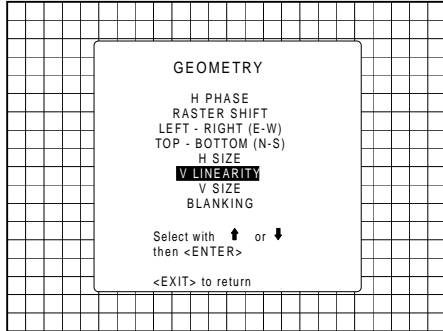 GEOMETRY
H PHASE
RASTER SHIFT
LEFT - RIGHT (E-W)
TOP - BOTTOM (N-S)
H SIZE
V LINEARITY
V SIZE
BLANKING
Select with ⬆ or ⬇
then <ENTER>
<EXIT> to return